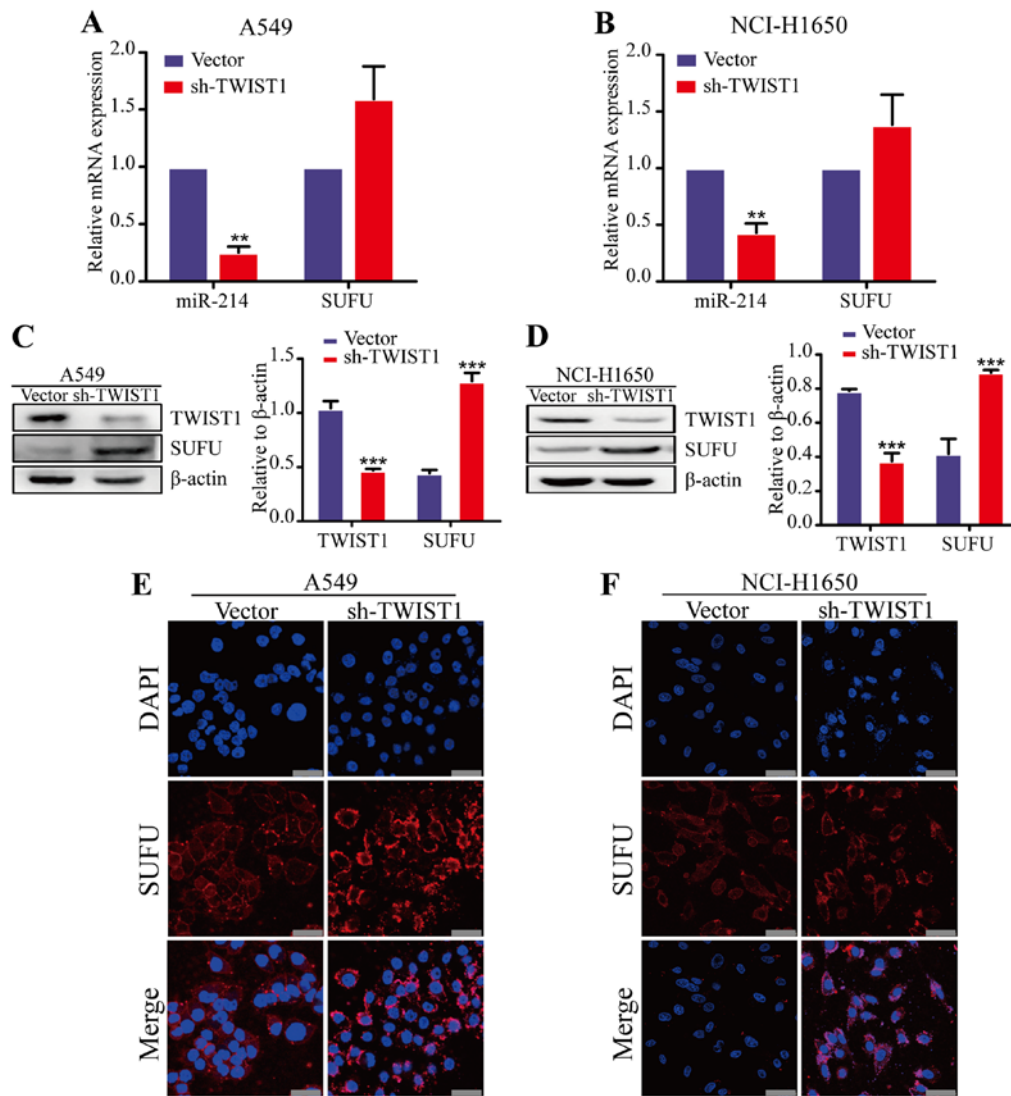 A
A549
Vector
sh-TWIST1
**
Relative mRNA expression
2.0
1.5
1.0
0.5
0.0
miR-214
SUFU
B
NCI-H1650
Vector
sh-TWIST1
**
Relative mRNA expression
2.0
1.5
1.0
0.5
0.0
miR-214
SUFU
C
A549
Vector sh-TWIST1
TWIST1
SUFU
β-actin
Vector
sh-TWIST1
***
***
Relative to β-actin
1.5
1.0
0.5
0.0
TWIST1
SUFU
D
NCI-H1650
Vector sh-TWIST1
TWIST1
SUFU
β-actin
Vector
sh-TWIST1
***
***
Relative to β-actin
1.0
0.8
0.6
0.4
0.2
0.0
TWIST1
SUFU
E
A549
Vector
sh-TWIST1
DAPI
SUFU
Merge
F
NCI-H1650
Vector
sh-TWIST1
DAPI
SUFU
Merge